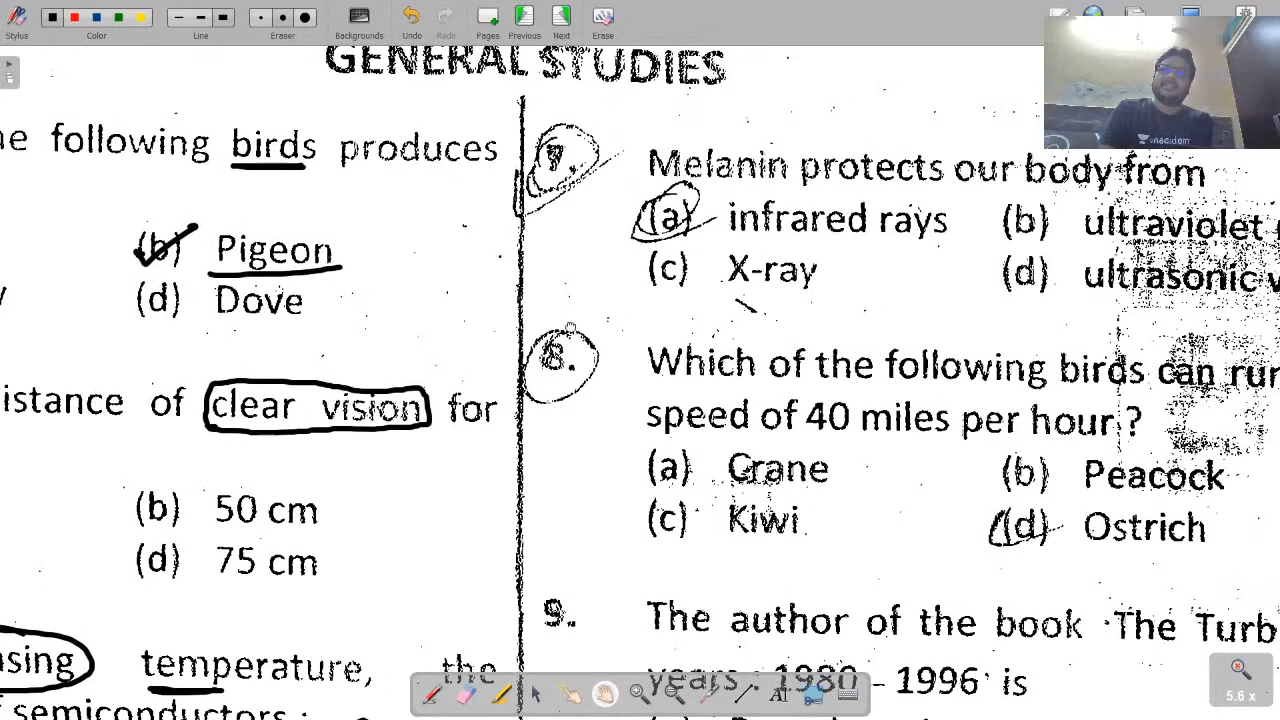 Stylus
Color
Line
Eraser
Backgrounds
Undo
Redo
Pages
Previous
Next
Erase
GENERAL STUDIES
following birds produces
(b) Pigeon
(d) Dove
clear vision for
of
(b) 50 cm
(d) 75 cm
temperature, the
of semiconductors
7.
Melanin protects our body from
(a) infrared rays (b) ultraviolet
(c) X-ray (d) ultrasonic
8.
Which of the following birds can run
speed of 40 miles per hour ?
(a) Crane (b) Peacock
(c) Kiwi (d) Ostrich
9.
The author of the book 'The Turb
years : 1980 - 1996' is
5.6 x